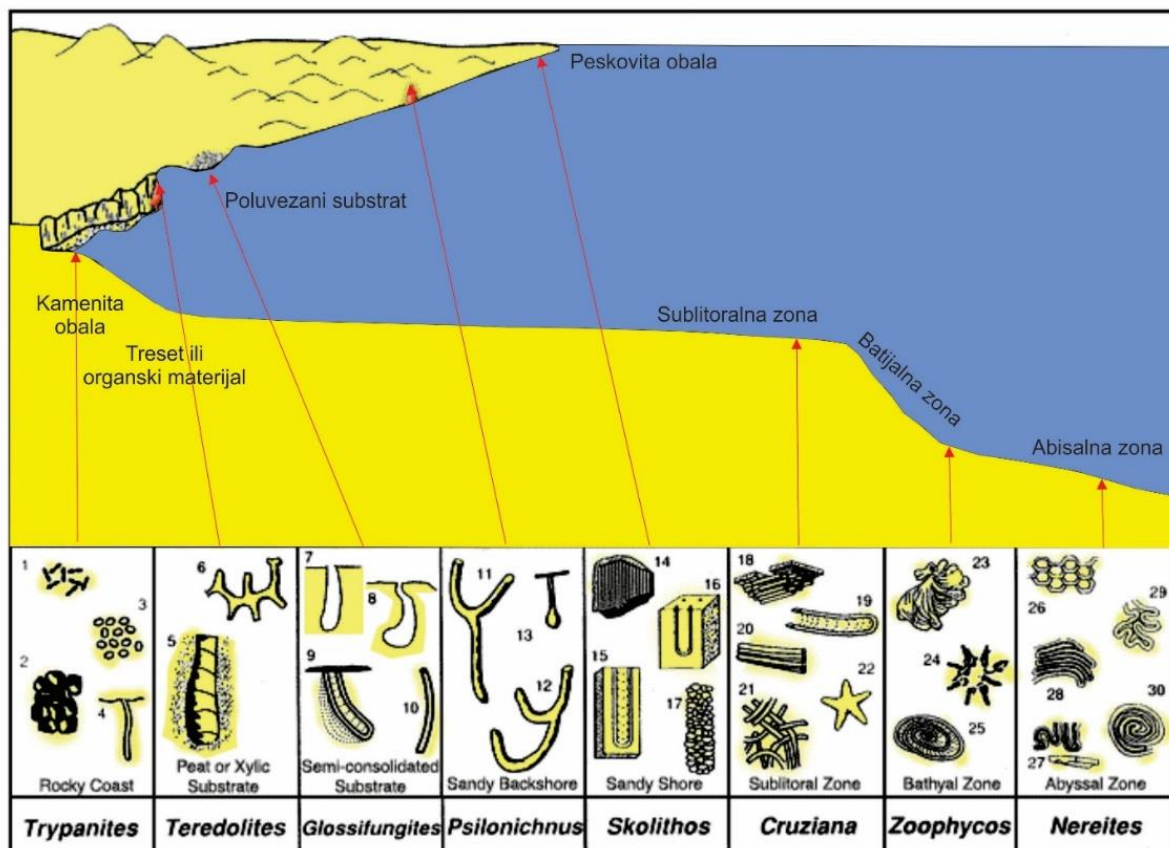 Peskovita obala
Poluvezani substrat
Kamenita
obala
Treset ili
organski materijal
Sublitoralna zona
Batijalna zona
Abisalna zona
1
2
3
4
Rocky Coast
Trypanites
5
6
Peat or Xylic
Substrate
Teredolites
7
8
9
10
Semi-consolidated
Substrate
Glossifungites
11
12
13
Sandy Backshore
Psilonichnus
14
15
16
17
Sandy Shore
Skolithos
18
19
20
21
22
Sublitoral Zone
Cruziana
23
24
25
Bathyal Zone
Zoophycos
26
27
28
29
30
Abyssal Zone
Nereites